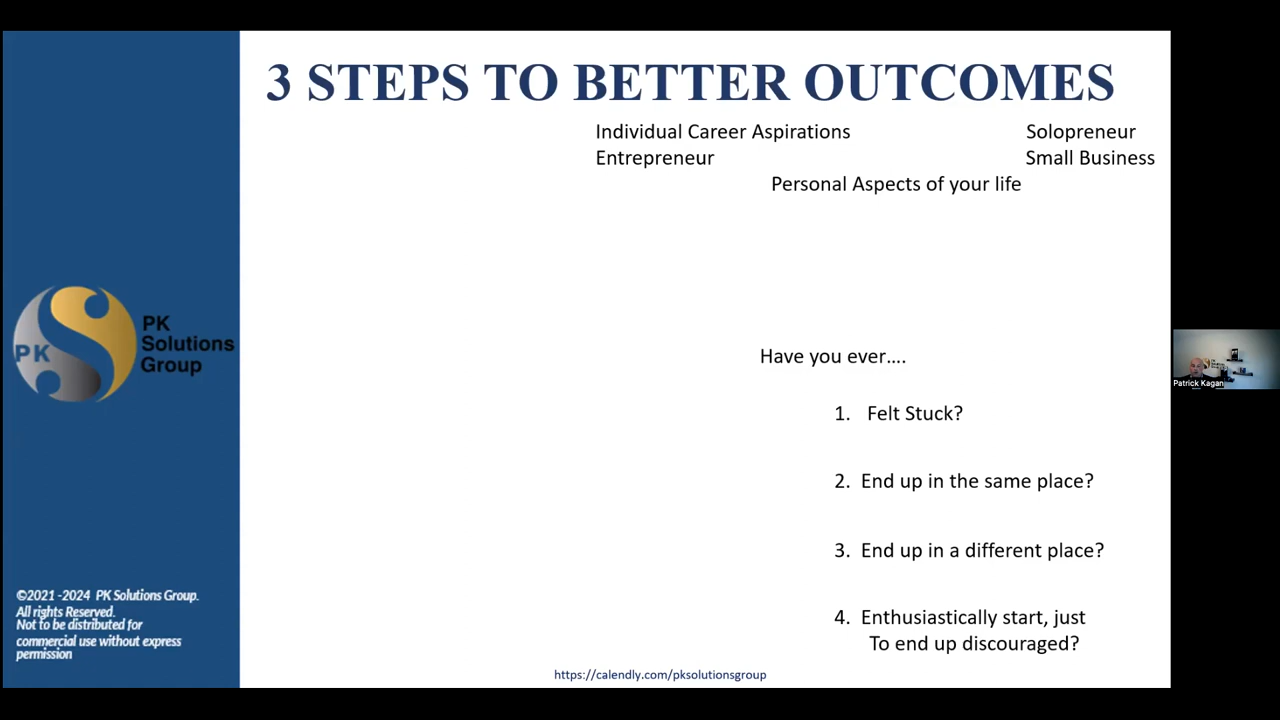 3 STEPS TO BETTER OUTCOMES
Individual Career Aspirations Solopreneur
Entrepreneur Small Business
Personal Aspects of your life
PK
PK
Solutions
Group
Have you ever....
1. Felt Stuck?
2. End up in the same place?
3. End up in a different place?
4. Enthusiastically start, just
To end up discouraged?
©2021 -2024 PK Solutions Group.
All rights Reserved.
Not to be distributed for
commercial use without express
permission
https://calendly.com/pksolutionsgroup
Patrick Kagan